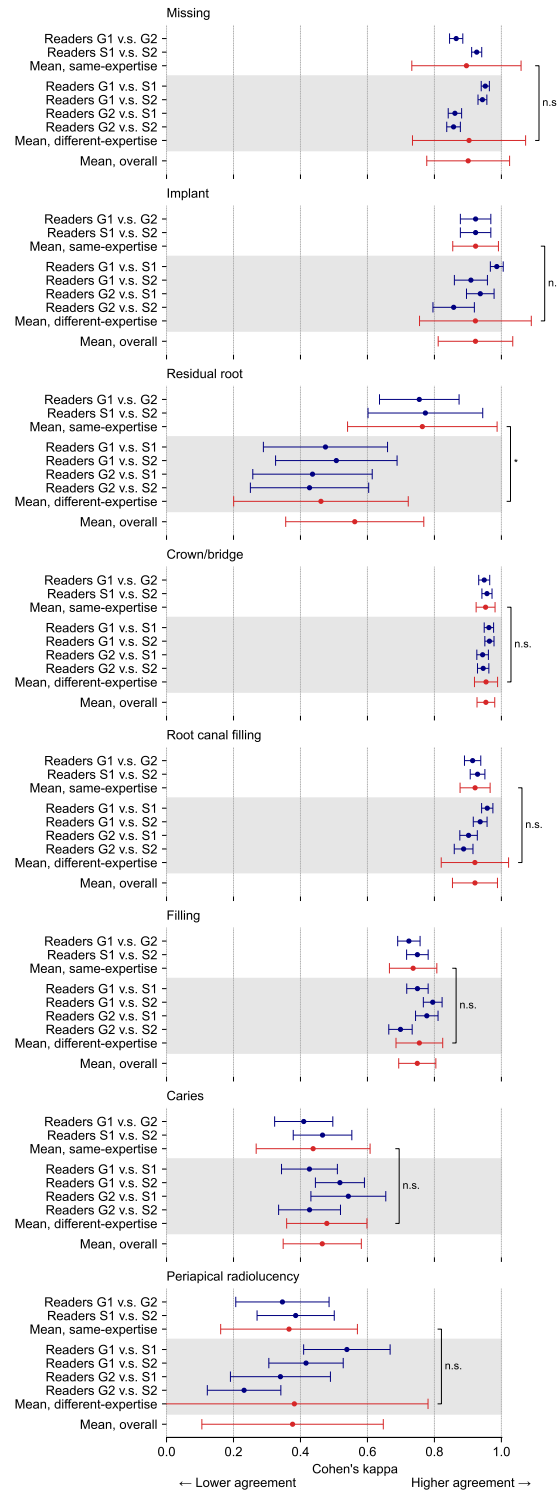 Missing
Readers G1 v.s. G2
Readers S1 v.s. S2
Mean, same-expertise
Readers G1 v.s. S1
Readers G1 v.s. S2
Readers G2 v.s. S1
Readers G2 v.s. S2
Mean, different-expertise
Mean, overall
n.s
Implant
Readers G1 v.s. G2
Readers S1 v.s. S2
Mean, same-expertise
Readers G1 v.s. S1
Readers G1 v.s. S2
Readers G2 v.s. S1
Readers G2 v.s. S2
Mean, different-expertise
Mean, overall
n.
Residual root
Readers G1 v.s. G2
Readers S1 v.s. S2
Mean, same-expertise
Readers G1 v.s. S1
Readers G1 v.s. S2
Readers G2 v.s. S1
Readers G2 v.s. S2
Mean, different-expertise
Mean, overall
*
Crown/bridge
Readers G1 v.s. G2
Readers S1 v.s. S2
Mean, same-expertise
Readers G1 v.s. S1
Readers G1 v.s. S2
Readers G2 v.s. S1
Readers G2 v.s. S2
Mean, different-expertise
Mean, overall
n.s.
Root canal filling
Readers G1 v.s. G2
Readers S1 v.s. S2
Mean, same-expertise
Readers G1 v.s. S1
Readers G1 v.s. S2
Readers G2 v.s. S1
Readers G2 v.s. S2
Mean, different-expertise
Mean, overall
n.s.
Filling
Readers G1 v.s. G2
Readers S1 v.s. S2
Mean, same-expertise
Readers G1 v.s. S1
Readers G1 v.s. S2
Readers G2 v.s. S1
Readers G2 v.s. S2
Mean, different-expertise
Mean, overall
n.s.
Caries
Readers G1 v.s. G2
Readers S1 v.s. S2
Mean, same-expertise
Readers G1 v.s. S1
Readers G1 v.s. S2
Readers G2 v.s. S1
Readers G2 v.s. S2
Mean, different-expertise
Mean, overall
n.s.
Periapical radiolucency
Readers G1 v.s. G2
Readers S1 v.s. S2
Mean, same-expertise
Readers G1 v.s. S1
Readers G1 v.s. S2
Readers G2 v.s. S1
Readers G2 v.s. S2
Mean, different-expertise
Mean, overall
n.s.
0.0 0.2 0.4 0.6 0.8 1.0
Cohen's kappa
← Lower agreement Higher agreement →